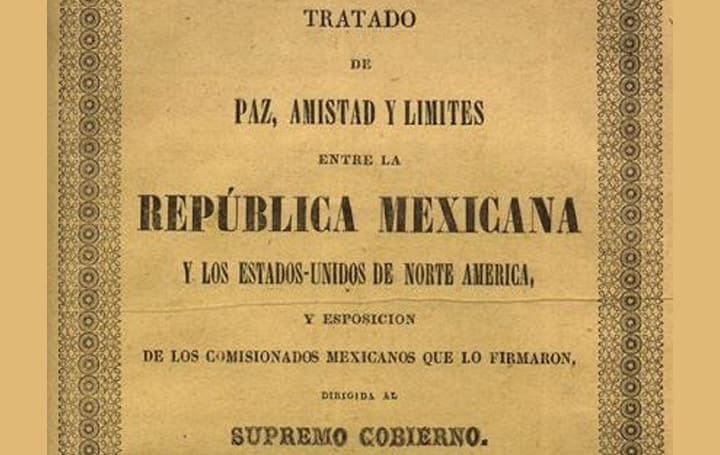 TRATADO
DE
PAZ, AMISTAD Y LIMITES
ENTRE LA
REPÚBLICA MEXICANA
Y LOS ESTADOS-UNIDOS DE NORTE AMERICA,
Y ESPOSICION
DE LOS COMISIONADOS MEXICANOS QUE LO FIRMARON,
DIRIGIDA AL
SUPREMO GOBIERNO.